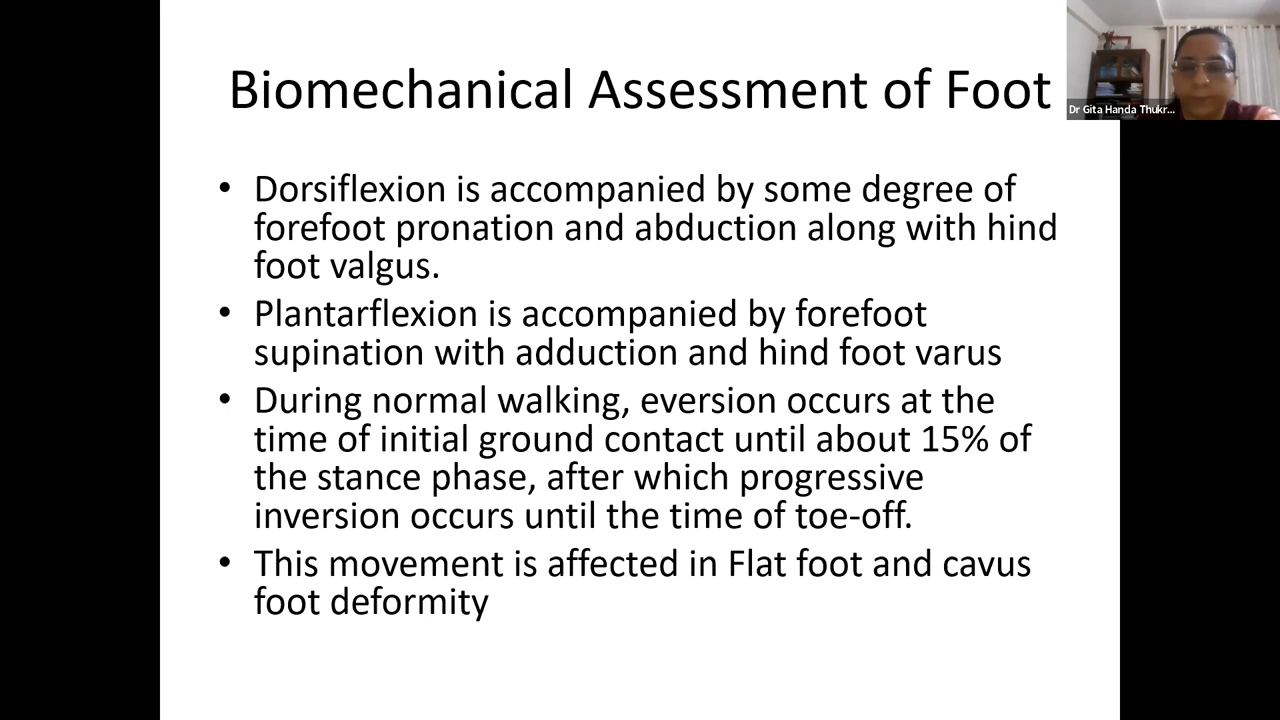 Biomechanical Assessment of Foot
Dr Gita Handa Thukr...
• Dorsiflexion is accompanied by some degree of
forefoot pronation and abduction along with hind
foot valgus.
• Plantarflexion is accompanied by forefoot
supination with adduction and hind foot varus
• During normal walking, eversion occurs at the
time of initial ground contact until about 15% of
the stance phase, after which progressive
inversion occurs until the time of toe-off.
• This movement is affected in Flat foot and cavus
foot deformity